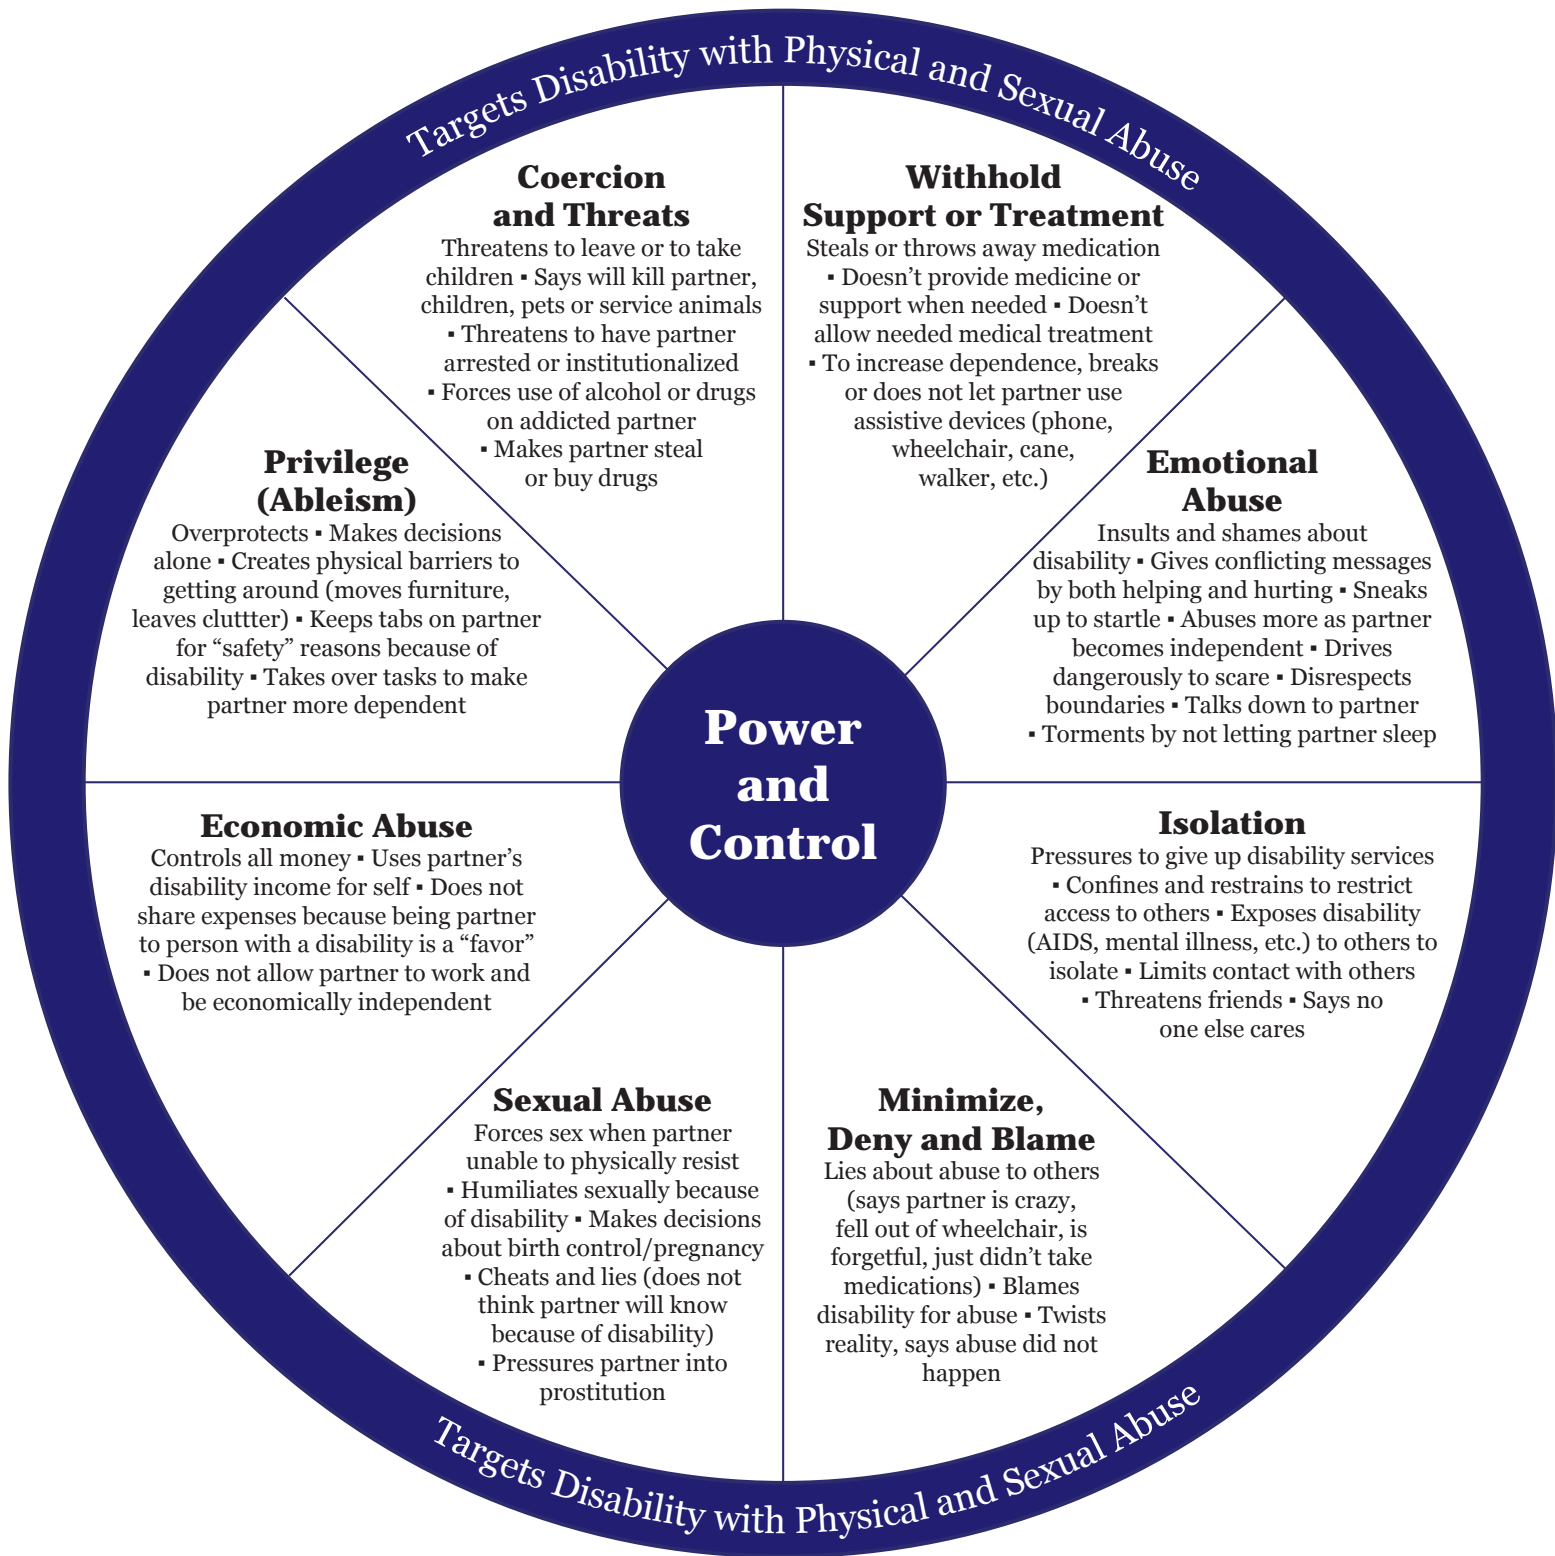 Targets Disability with Physical and Sexual Abuse
Coercion
and Threats
Threatens to leave or to take
children ▪ Says will kill partner,
children, pets or service animals
▪ Threatens to have partner
arrested or institutionalized
▪ Forces use of alcohol or drugs
on addicted partner
▪ Makes partner steal
or buy drugs
Withhold
Support or Treatment
Steals or throws away medication
▪ Doesn’t provide medicine or
support when needed ▪ Doesn’t
allow needed medical treatment
▪ To increase dependence, breaks
or does not let partner use
assistive devices (phone,
wheelchair, cane,
walker, etc.)
Privilege
(Ableism)
Overprotects ▪ Makes decisions
alone ▪ Creates physical barriers to
getting around (moves furniture,
leaves cluttter) ▪ Keeps tabs on partner
for “safety” reasons because of
disability ▪ Takes over tasks to make
partner more dependent
Emotional
Abuse
Insults and shames about
disability ▪ Gives conflicting messages
by both helping and hurting ▪ Sneaks
up to startle ▪ Abuses more as partner
becomes independent ▪ Drives
dangerously to scare ▪ Disrespects
boundaries ▪ Talks down to partner
▪ Torments by not letting partner sleep
Power
and
Control
Economic Abuse
Controls all money ▪ Uses partner’s
disability income for self ▪ Does not
share expenses because being partner
to person with a disability is a “favor”
▪ Does not allow partner to work and
be economically independent
Isolation
Pressures to give up disability services
▪ Confines and restrains to restrict
access to others ▪ Exposes disability
(AIDS, mental illness, etc.) to others to
isolate ▪ Limits contact with others
▪ Threatens friends ▪ Says no
one else cares
Sexual Abuse
Forces sex when partner
unable to physically resist
▪ Humiliates sexually because
of disability ▪ Makes decisions
about birth control/pregnancy
▪ Cheats and lies (does not
think partner will know
because of disability)
▪ Pressures partner into
prostitution
Minimize,
Deny and Blame
Lies about abuse to others
(says partner is crazy,
fell out of wheelchair, is
forgetful, just didn’t take
medications) ▪ Blames
disability for abuse ▪ Twists
reality, says abuse did not
happen
Targets Disability with Physical and Sexual Abuse